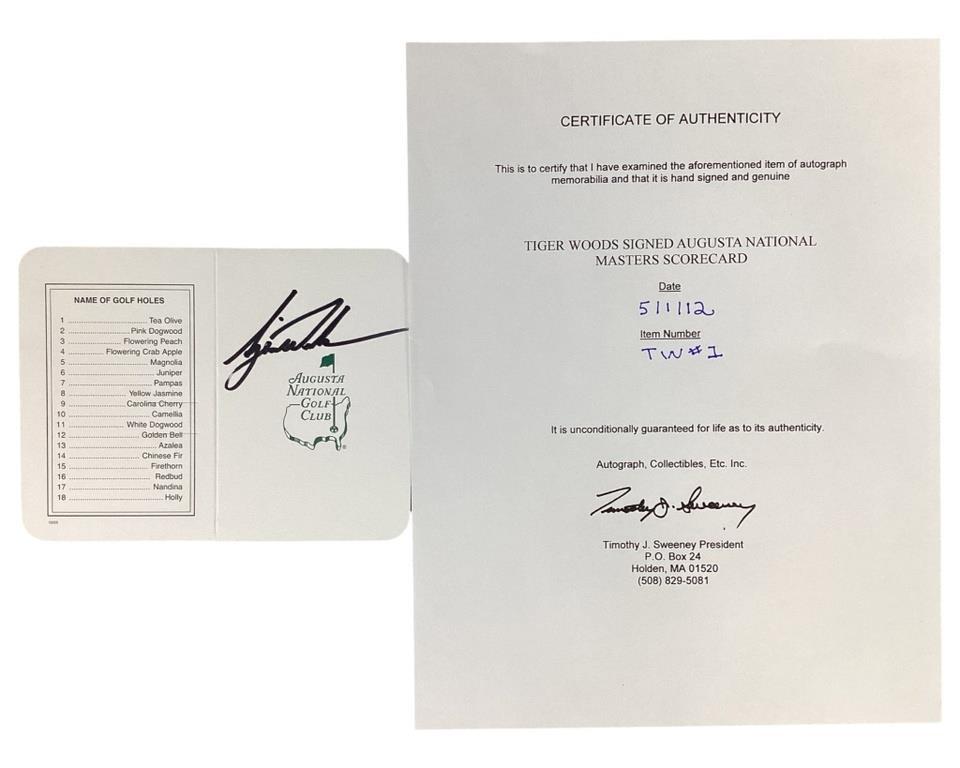 NAME OF GOLF HOLES
1 Tea Olive
2 Pink Dogwood
3 Flowering Peach
4 Flowering Crab Apple
5 Magnolia
6 Juniper
7 Pampas
8 Yellow Jasmine
9 Carolina Cherry
10 Camellia
11 White Dogwood
12 Golden Bell
13 Azalea
14 Chinese Fir
15 Firethorn
16 Redbud
17 Nandina
18 Holly
AUGUSTA
NATIONAL
GOLF
CLUB
CERTIFICATE OF AUTHENTICITY
This is to certify that I have examined the aforementioned item of autograph
memorabilia and that it is hand signed and genuine
TIGER WOODS SIGNED AUGUSTA NATIONAL
MASTERS SCORECARD
Date
5/1/12
Item Number
TW#1
It is unconditionally guaranteed for life as to its authenticity.
Autograph, Collectibles, Etc. Inc.
Timothy J. Sweeney
Timothy J. Sweeney President
P.O. Box 24
Holden, MA 01520
(508) 829-5081